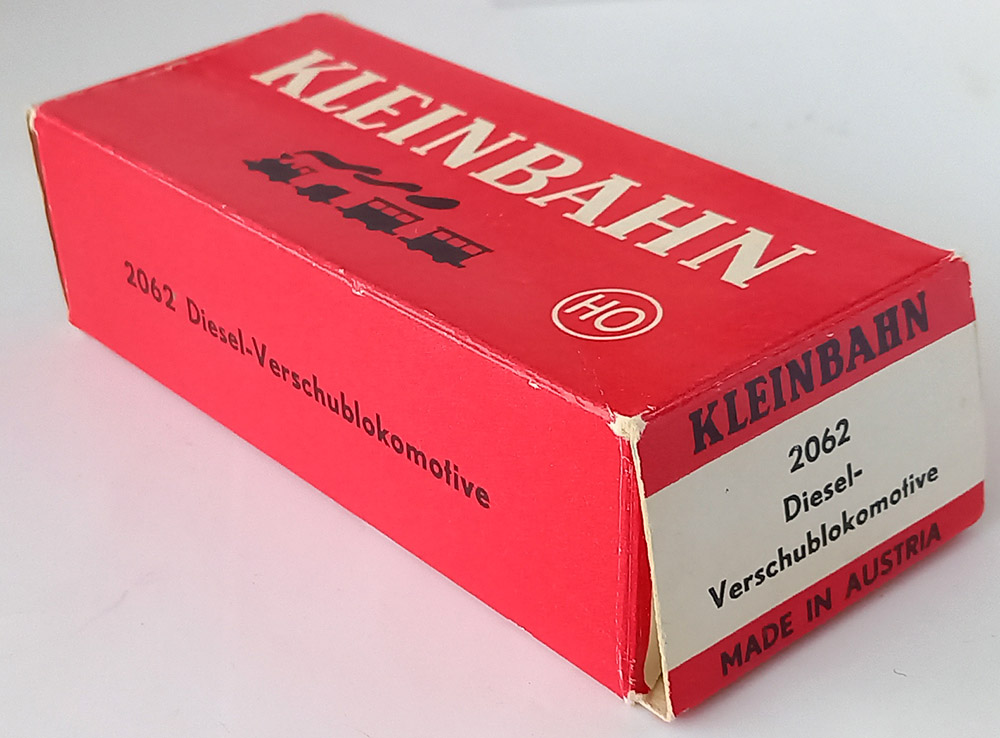 KLEINBAHN
HO
2062 Diesel-Verschublokomotive
KLEINBAHN
2062
Diesel-
Verschublokomotive
MADE IN AUSTRIA